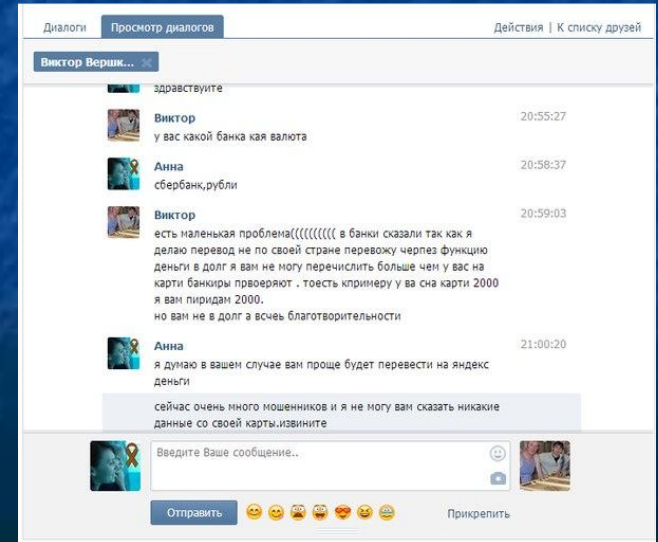 Диалоги Просмотр диалогов Действия | К списку друзей
Виктор Вершк...
здравствуйте
Виктор 20:55:27
у вас какой банка кая валюта
Анна 20:58:37
сбербанк,рубли
Виктор 20:59:03
есть маленькая проблема(((((((((( в банки сказали так как я
делаю перевод не по своей стране перевожу черпез функцию
деньги в долг я вам не могу перечислить больше чем у вас на
карти банкиры првоеряют . тоесть кпримеру у ва сна карти 2000
я вам пиридам 2000.
но вам не в долг а всчеь благотворительности
Анна 21:00:20
я думаю в вашем случае вам проще будет перевести на яндекс
деньги
сейчас очень много мошенников и я не могу вам сказать никакие
данные со своей карты.извините
Введите Ваше сообщение..
Отправить Прикрепить